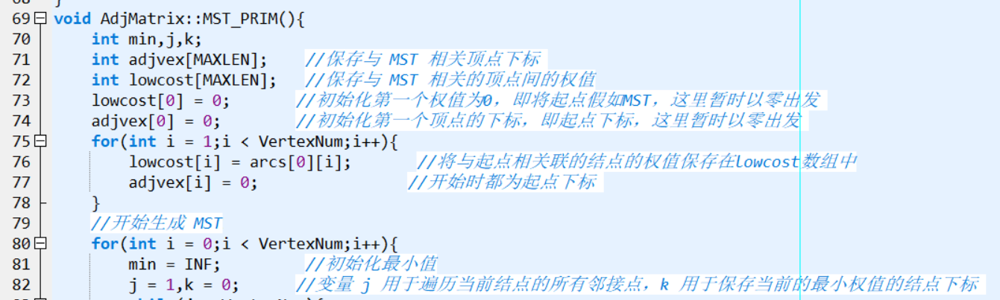 69 void AdjMatrix::MST_PRIM(){
70 int min,j,k;
71 int adjvex[MAXLEN]; //保存与 MST 相关顶点下标
72 int lowcost[MAXLEN]; //保存与 MST 相关的顶点间的权值
73 lowcost[0] = 0; //初始化第一个权值为0，即将起点假如MST，这里暂时以零出发
74 adjvex[0] = 0; //初始化第一个顶点的下标，即起点下标，这里暂时以零出发
75 for(int i = 1;i < VertexNum;i++){
76 lowcost[i] = arcs[0][i]; //将与起点相关联的结点的权值保存在lowcost数组中
77 adjvex[i] = 0; //开始时都为起点下标
78 }
79 //开始生成 MST
80 for(int i = 0;i < VertexNum;i++){
81 min = INF; //初始化最小值
82 j = 1,k = 0; //变量 j 用于遍历当前结点的所有邻接点，k 用于保存当前的最小权值的结点下标